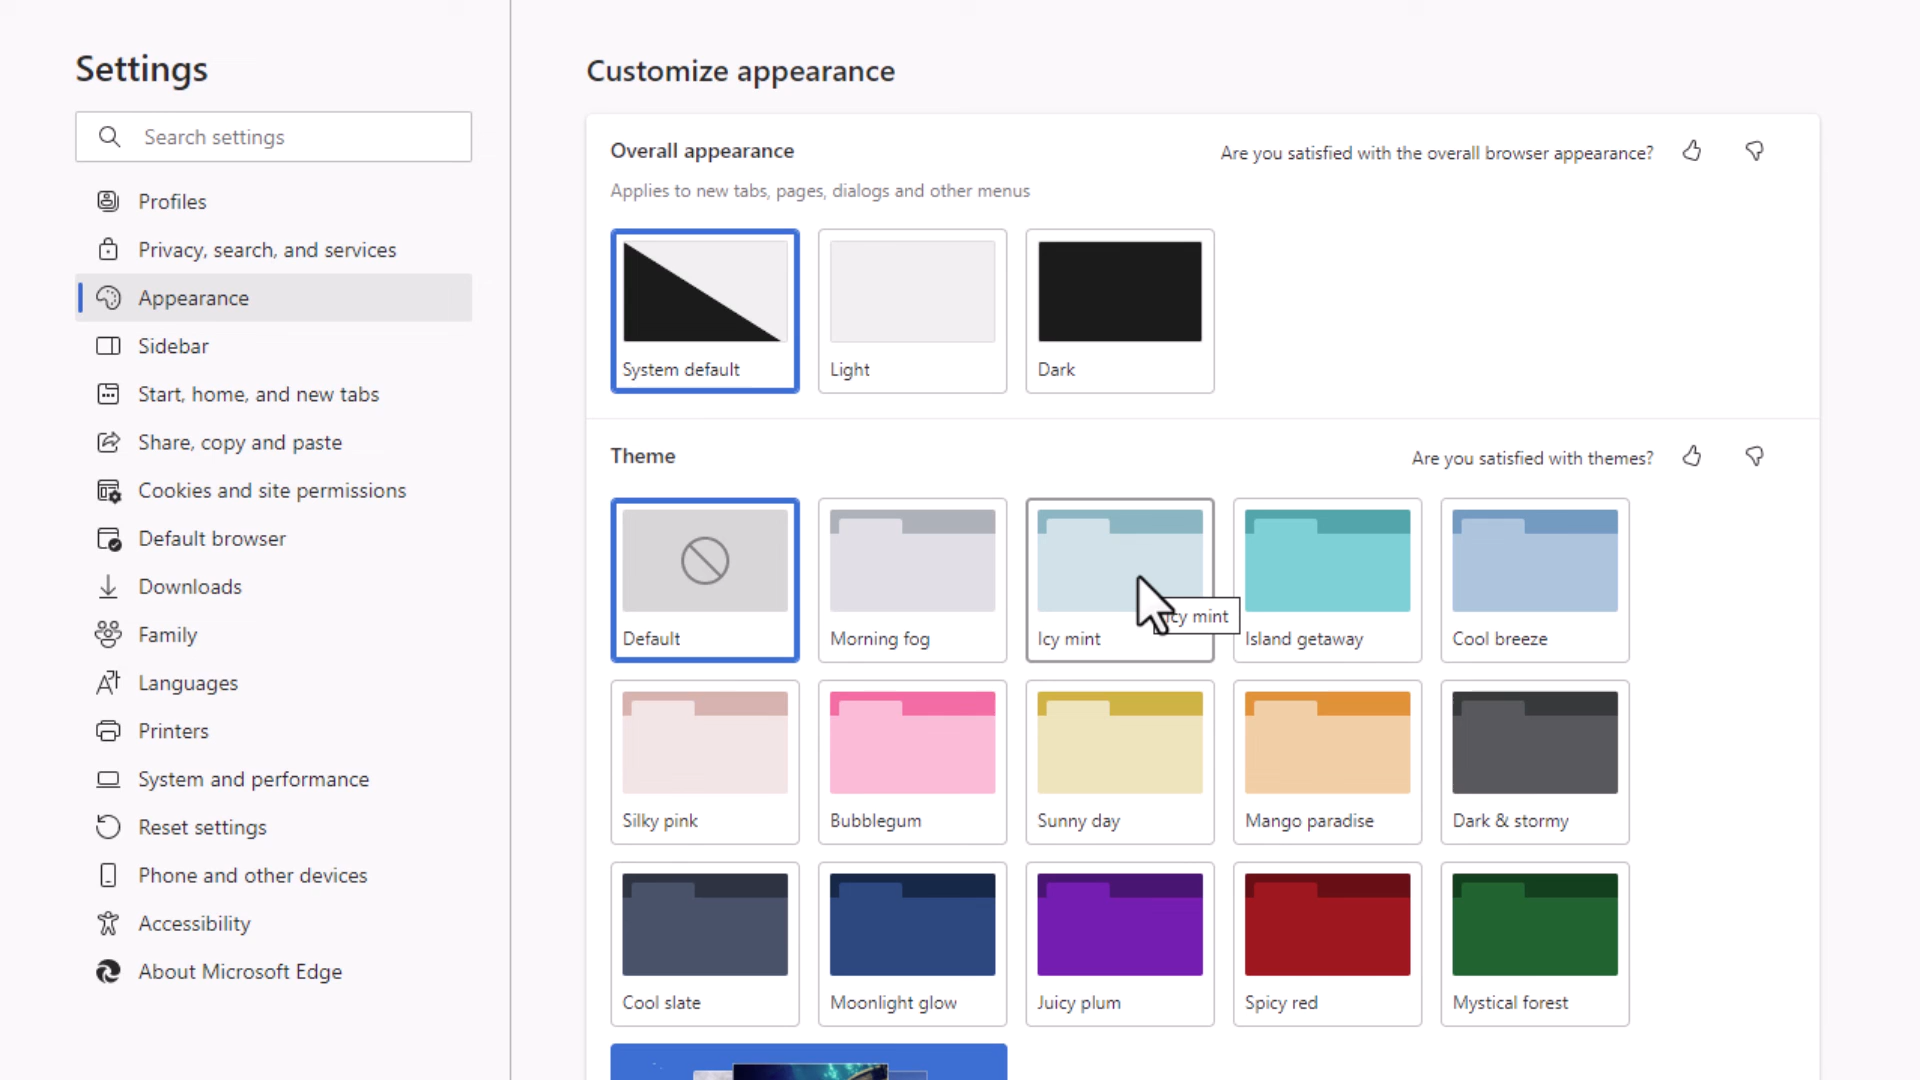 Settings
Search settings
Profiles
Privacy, search, and services
Appearance
Sidebar
Start, home, and new tabs
Share, copy and paste
Cookies and site permissions
Default browser
Downloads
Family
Languages
Printers
System and performance
Reset settings
Phone and other devices
Accessibility
About Microsoft Edge
Customize appearance
Overall appearance
Are you satisfied with the overall browser appearance?
Applies to new tabs, pages, dialogs and other menus
System default
Light
Dark
Theme
Are you satisfied with themes?
Icy mint
Default
Morning fog
Icy mint
Island getaway
Cool breeze
Silky pink
Bubblegum
Sunny day
Mango paradise
Dark & stormy
Cool slate
Moonlight glow
Juicy plum
Spicy red
Mystical forest